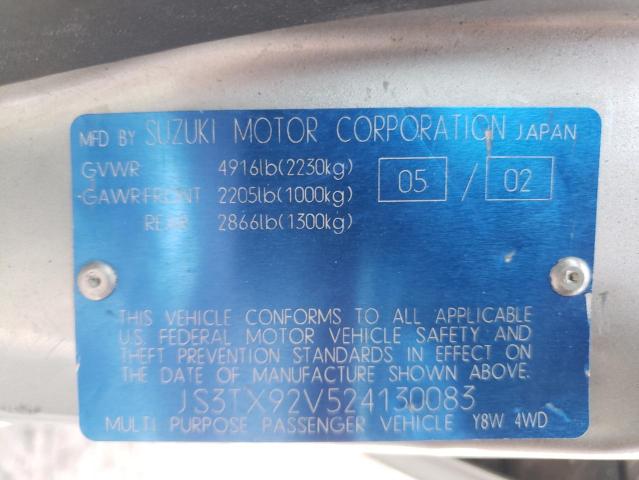 MFD BY SUZUKI MOTOR CORPORATION JAPAN
GVWR 4916lb(2230kg) 05 / 02
GAWR FRONT 2205lb(1000kg)
REAR 2866lb(1300kg)
THIS VEHICLE CONFORMS TO ALL APPLICABLE
U.S. FEDERAL MOTOR VEHICLE SAFETY AND
THEFT PREVENTION STANDARDS IN EFFECT ON
THE DATE OF MANUFACTURE SHOWN ABOVE.
JS3TX92V524130083
MULTI PURPOSE PASSENGER VEHICLE Y8W 4WD